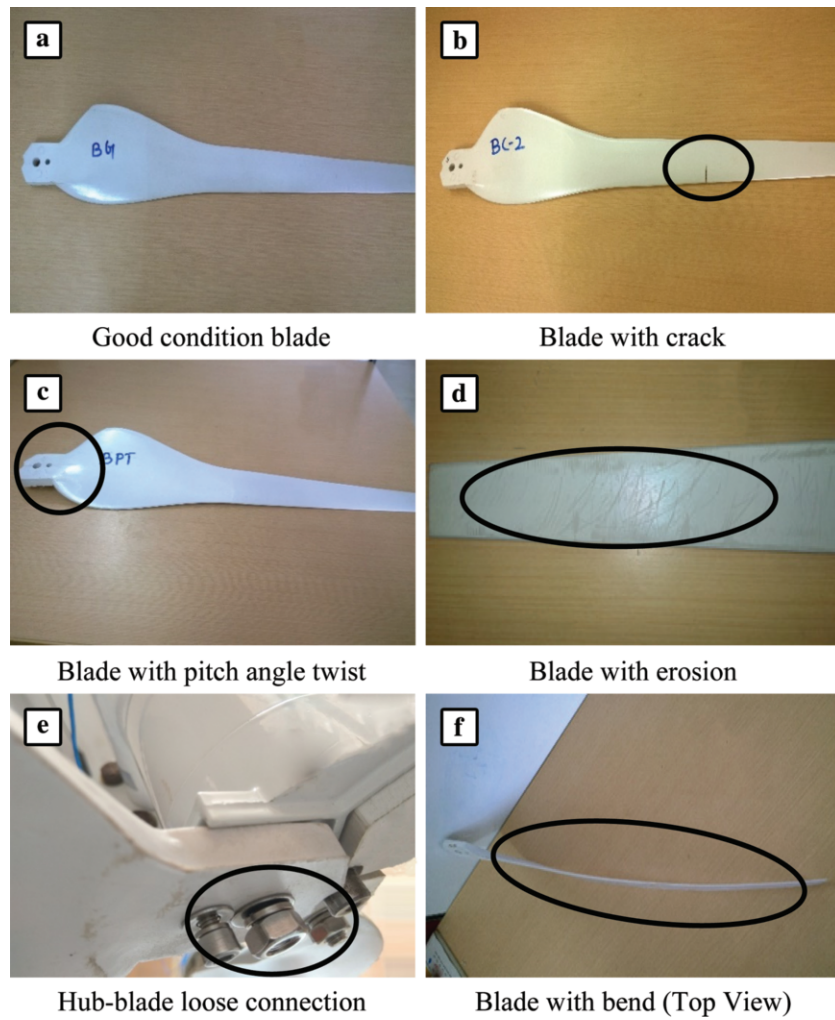 a
BG
Good condition blade
b
BC-2
Blade with crack
c
BPT
Blade with pitch angle twist
d
Blade with erosion
e
Hub-blade loose connection
f
Blade with bend (Top View)